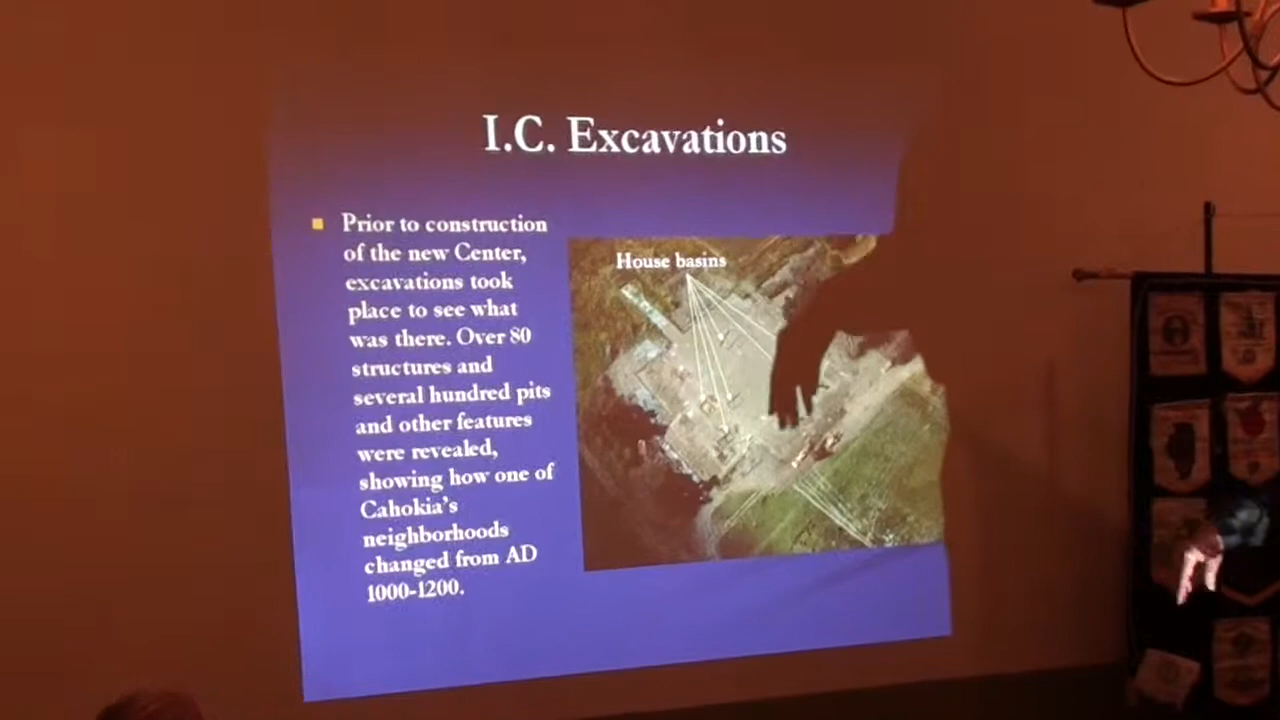 I.C. Excavations
Prior to construction
of the new Center,
excavations took
place to see what
was there. Over 80
structures and
several hundred pits
and other features
were revealed,
showing how one of
Cahokia's
neighborhoods
changed from AD
1000-1200.
House basins